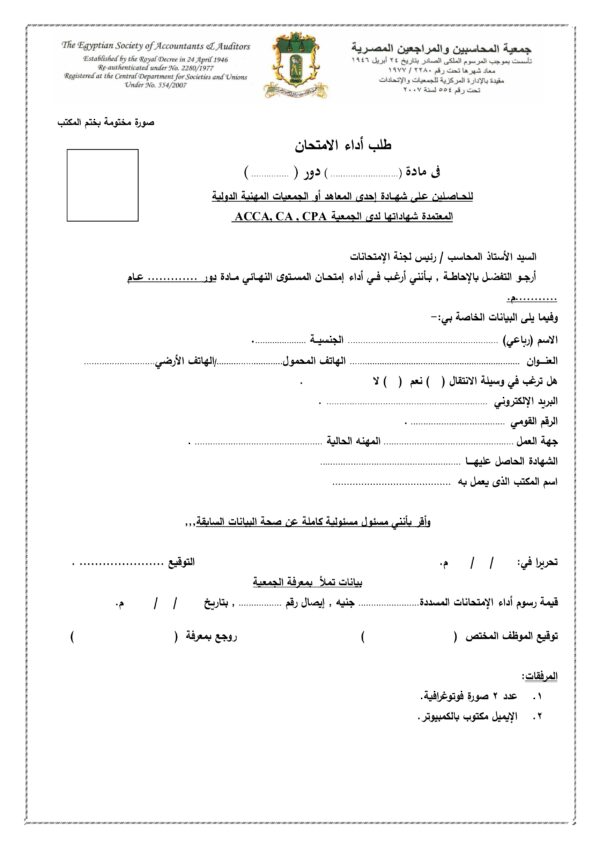 The Egyptian Society of Accountants & Auditors
Established by the Royal Decree in 24 April 1946
Re-authenticated under No. 2280/1977
Registered at the Central Department for Societies and Unions
Under No. 554/2007
جمعية المحاسبين والمراجعين المصرية
تأسست بموجب المرسوم الملكى الصادر بتاريخ ٢٤ أبريل ١٩٤٦
معاد شهرها تحت رقم ٢٢٨٠ / ١٩٧٧
مقيدة بالإدارة المركزية للجمعيات والإتحادات
تحت رقم ٥٥٤ لسنة ٢٠٠٧
صورة مختومة بختم المكتب
طلب أداء الامتحان
فى مادة (...........................) دور ( .............. )
للحاصلين على شهادة إحدى المعاهد أو الجمعيات المهنية الدولية
المعتمدة شهاداتها لدى الجمعية ACCA, CA , CPA
السيد الأستاذ المحاسب / رئيس لجنة الإمتحانات
أرجو التفضل بالإحاطة , بأنني أرغب في أداء إمتحان المستوى النهائي مادة دور ............. عام
...........م.
وفيما يلى البيانات الخاصة بي:-
الاسم (رباعي) ........................................................... الجنسية .................... .
العنوان ................................................................. الهاتف المحمول........................../الهاتف الأرضي............................
هل ترغب في وسيلة الانتقال ( ) نعم ( ) لا .
البريد الإلكتروني ............................................................... .
الرقم القومي ..................................... .
جهة العمل .................................................. المهنه الحالية .................................................. .
الشهادة الحاصل عليها .......................................................
اسم المكتب الذى يعمل به ...............................
وأقر بأنني مسئول مسئولية كاملة عن صحة البيانات السابقة,,,
تحريرا في: / / م. التوقيع ...................... .
بيانات تملأ بمعرفة الجمعية
قيمة رسوم أداء الإمتحانات المسددة........................ جنيه , إيصال رقم ................. , بتاريخ / / م.
توقيع الموظف المختص ( ) روجع بمعرفة ( )
المرفقات:
١. عدد ٢ صورة فوتوغرافية.
٢. الإيميل مكتوب بالكمبيوتر.